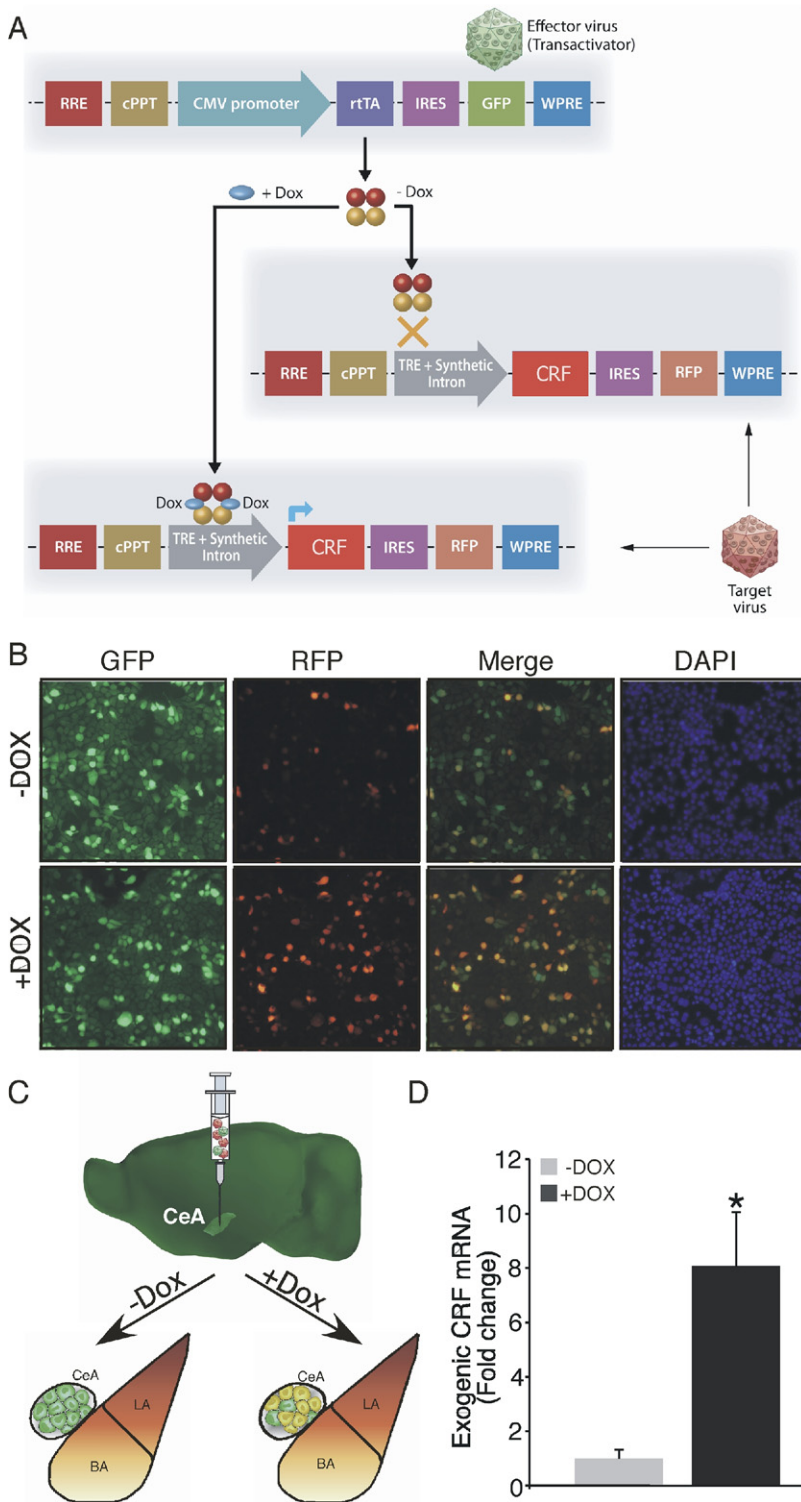 A
Effector virus
(Transactivator)
RRE cPPT CMV promoter rtTA IRES GFP WPRE
+ Dox - Dox
RRE cPPT TRE + Synthetic Intron CRF IRES RFP WPRE
Dox Dox
RRE cPPT TRE + Synthetic Intron CRF IRES RFP WPRE
Target
virus
B
GFP RFP Merge DAPI
-DOX
+DOX
C
CeA
-Dox +Dox
CeA LA BA
CeA LA BA
D
-DOX
+DOX
Exogenic CRF mRNA
(Fold change)
12
10
8
6
4
2
0
*